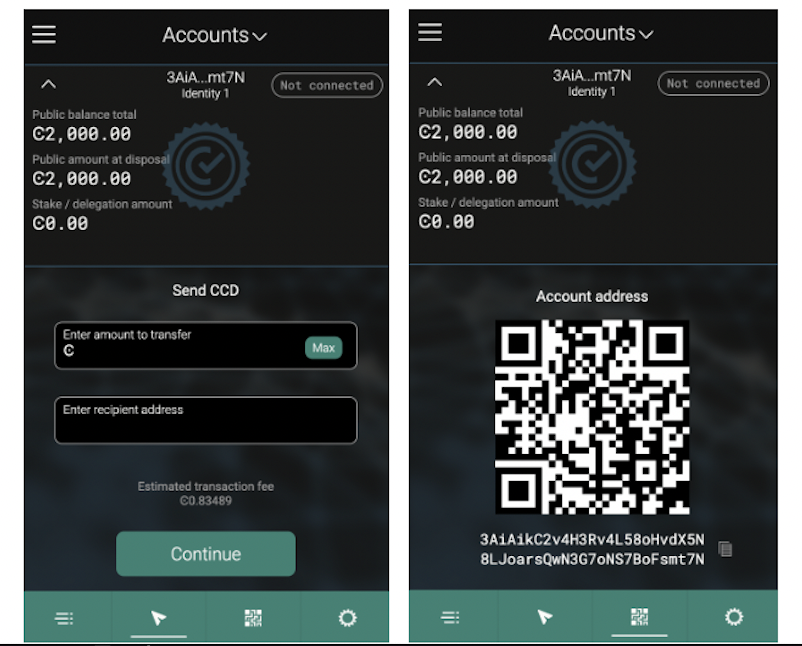 Accounts
3AiA...mt7N
Identity 1
Not connected
Public balance total
Ͼ2,000.00
Public amount at disposal
Ͼ2,000.00
Stake / delegation amount
Ͼ0.00
Send CCD
Enter amount to transfer
Ͼ
Max
Enter recipient address
Estimated transaction fee
Ͼ0.83489
Continue
Accounts
3AiA...mt7N
Identity 1
Not connected
Public balance total
Ͼ2,000.00
Public amount at disposal
Ͼ2,000.00
Stake / delegation amount
Ͼ0.00
Account address
3AiAikC2v4H3Rv4L58oHvdX5N
8LJoarsQwN3G7oNS7BoFsmt7N